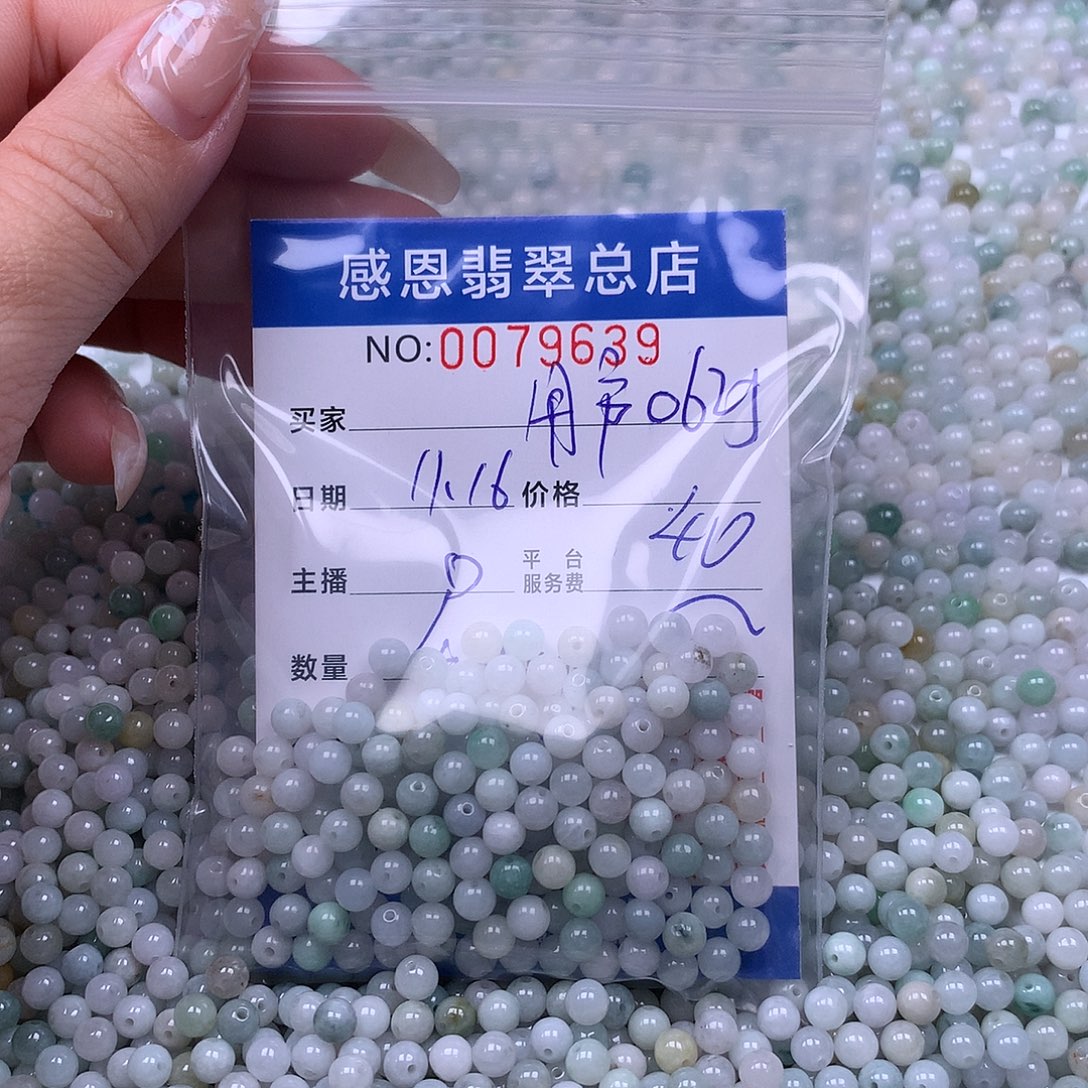 感恩翡翠总店
NO:0079639
买家 用户062g
日期 11.16 价格 40
主播 平台服务费
数量